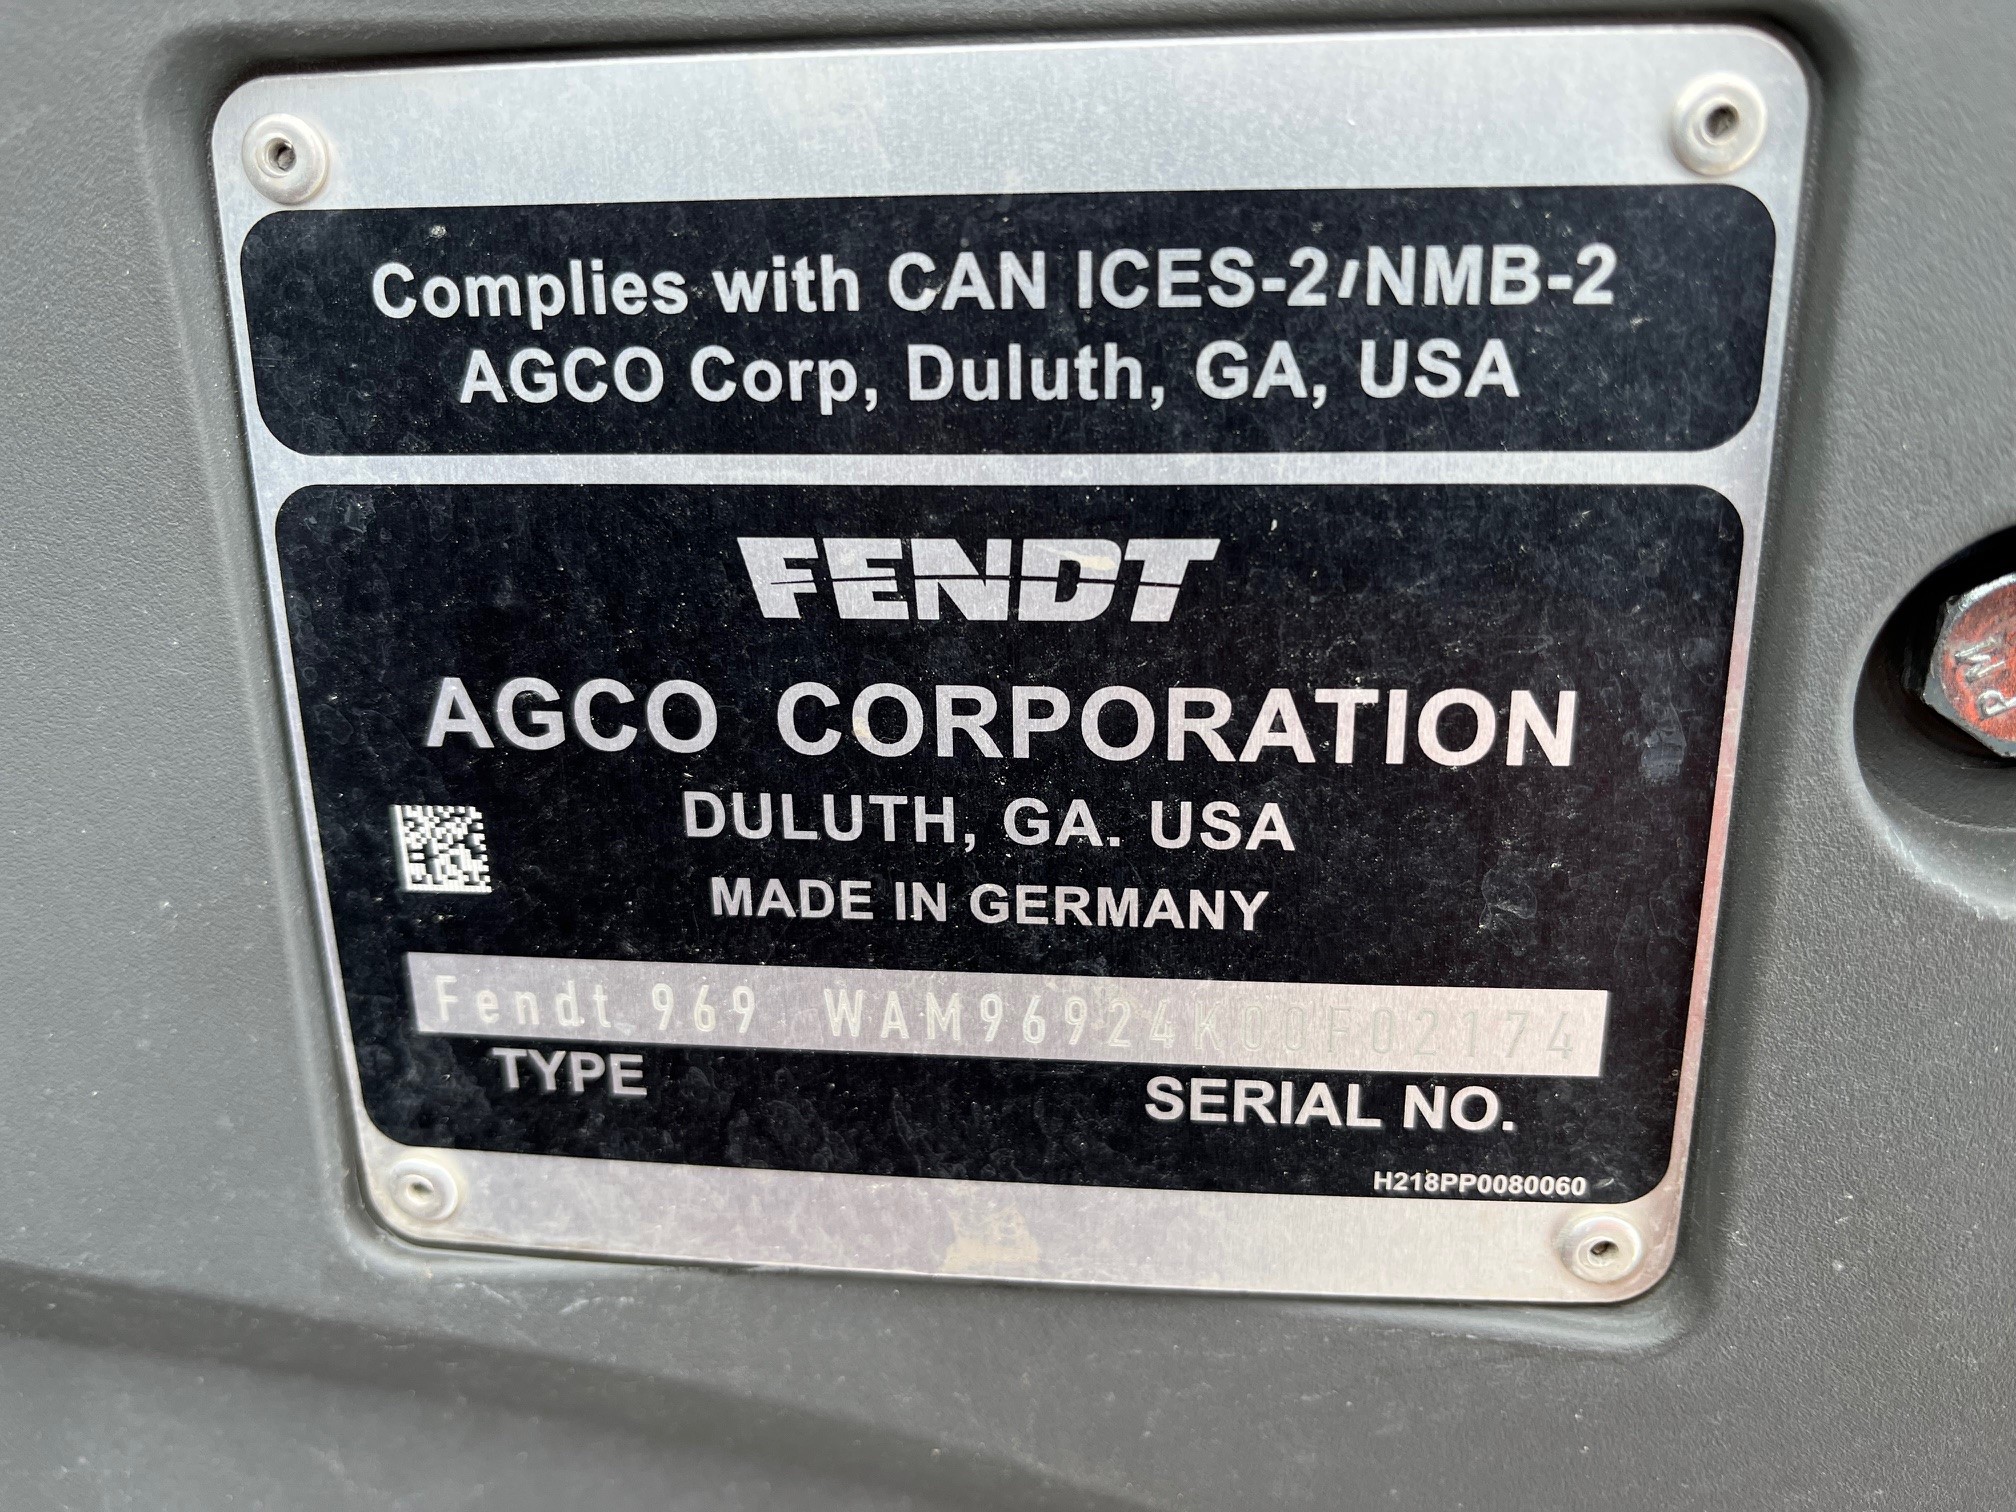 Complies with CAN ICES-2/NMB-2
AGCO Corp, Duluth, GA, USA
FENDT
AGCO CORPORATION
DULUTH, GA. USA
MADE IN GERMANY
Fendt 969 WAM96924K00F02174
TYPE SERIAL NO.
H218PP0080060
PM